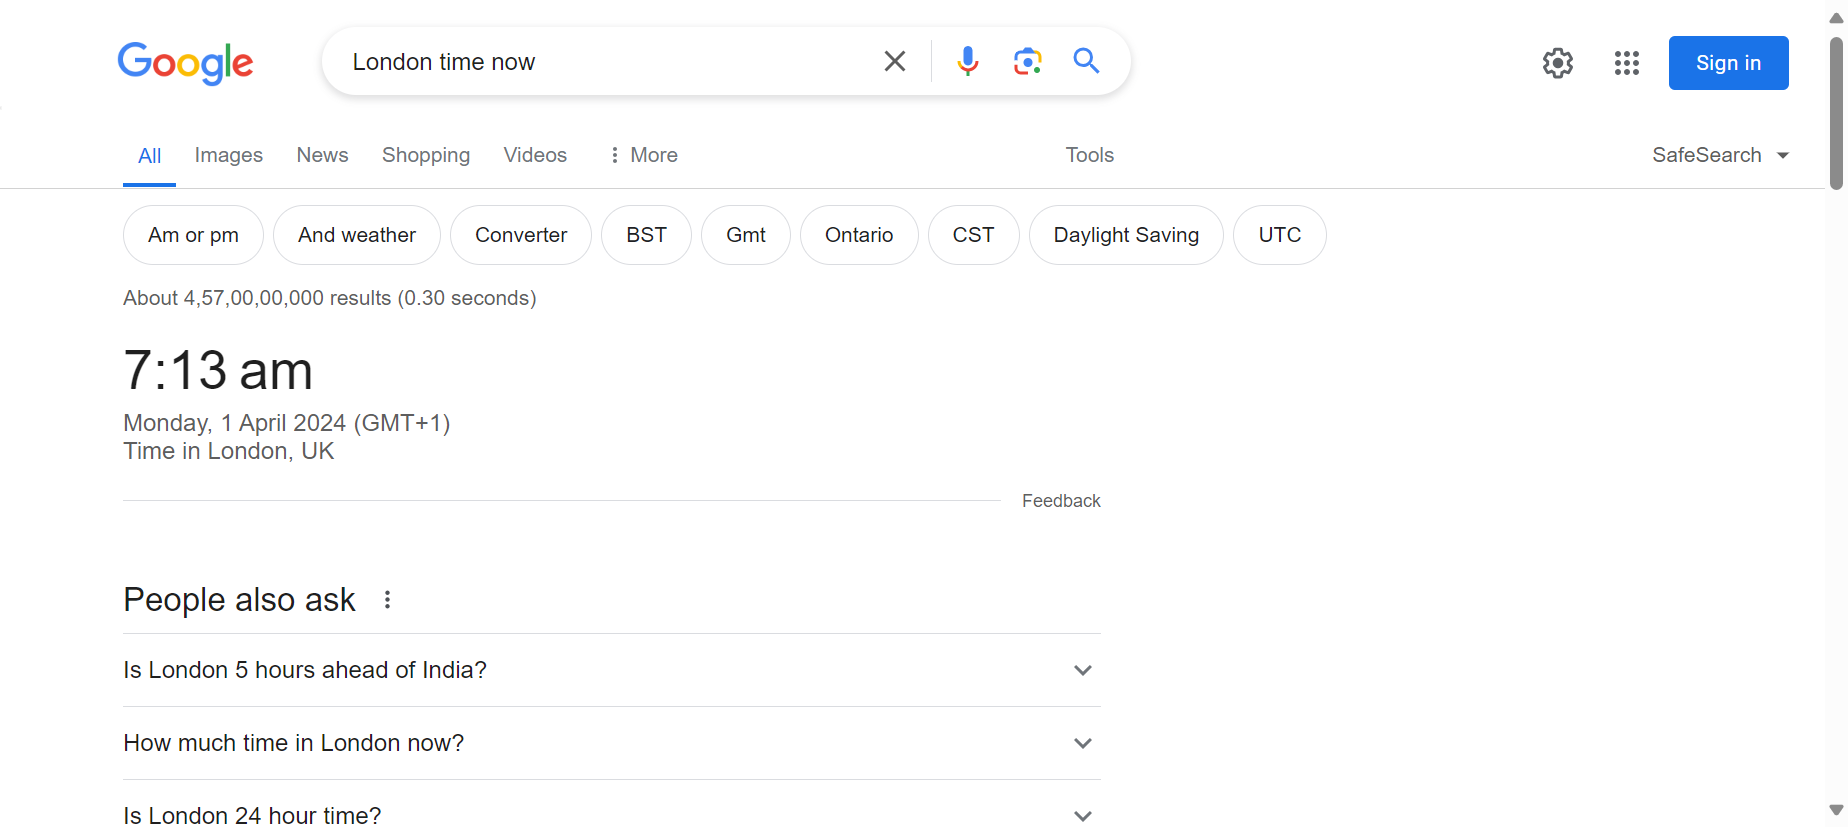 Google
London time now
Sign in
All Images News Shopping Videos More Tools SafeSearch
Am or pm And weather Converter BST Gmt Ontario CST Daylight Saving UTC
About 4,57,00,00,000 results (0.30 seconds)
7:13 am
Monday, 1 April 2024 (GMT+1)
Time in London, UK
Feedback
People also ask
Is London 5 hours ahead of India?
How much time in London now?
Is London 24 hour time?